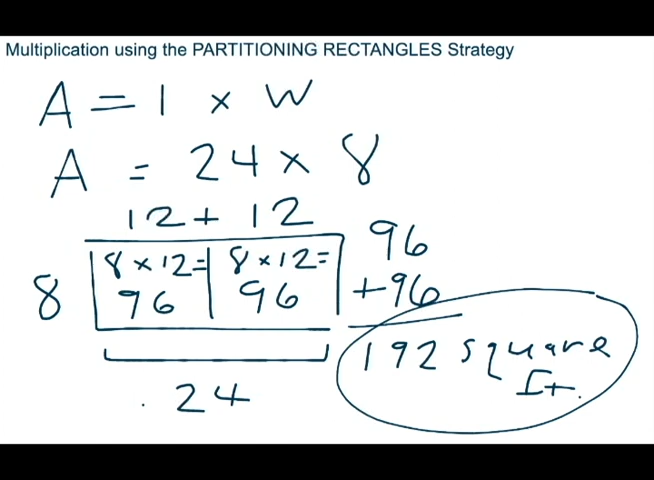 Multiplication using the PARTITIONING RECTANGLES Strategy
A = l x W
A = 24 x 8
12 + 12
8 x 12 = 8 x 12 =
96 96
8
24
96
+96
192 square
ft.